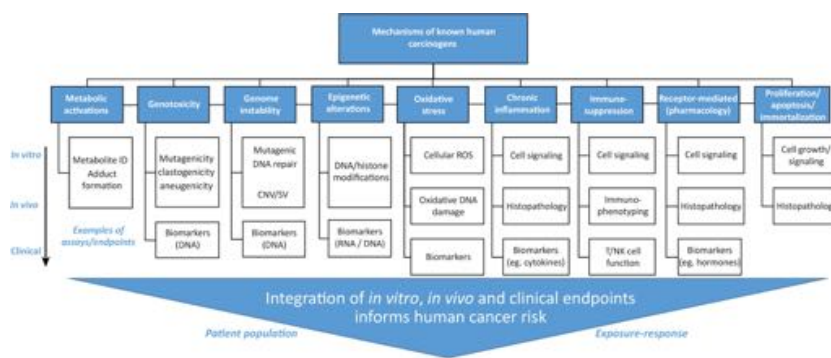 Mechanisms of known human
carcinogens
Metabolic
activations
Genotoxicity
Genome
instability
Epigenetic
alterations
Oxidative
stress
Chronic
inflammation
Immuno-
suppression
Receptor-mediated
(pharmacology)
Proliferation/
apoptosis/
immortalization
In vitro
In vivo
Clinical
Metabolite ID
Adduct
formation
Examples of
assays/endpoints
Mutagenicity
clastogenicity
aneugenicity
Biomarkers
(DNA)
Mutagenic
DNA repair
CNV/SV
Biomarkers
(DNA)
DNA/histone
modifications
Biomarkers
(RNA / DNA)
Cellular ROS
Oxidative DNA
damage
Biomarkers
Cell signaling
Histopathology
Biomarkers
(eg, cytokines)
Cell signaling
Immuno-
phenotyping
T/NK cell
function
Cell signaling
Histopathology
Biomarkers
(eg, hormones)
Cell growth/
signaling
Histopatholog
Integration of in vitro, in vivo and clinical endpoints
informs human cancer risk
Patient population
Exposure-response